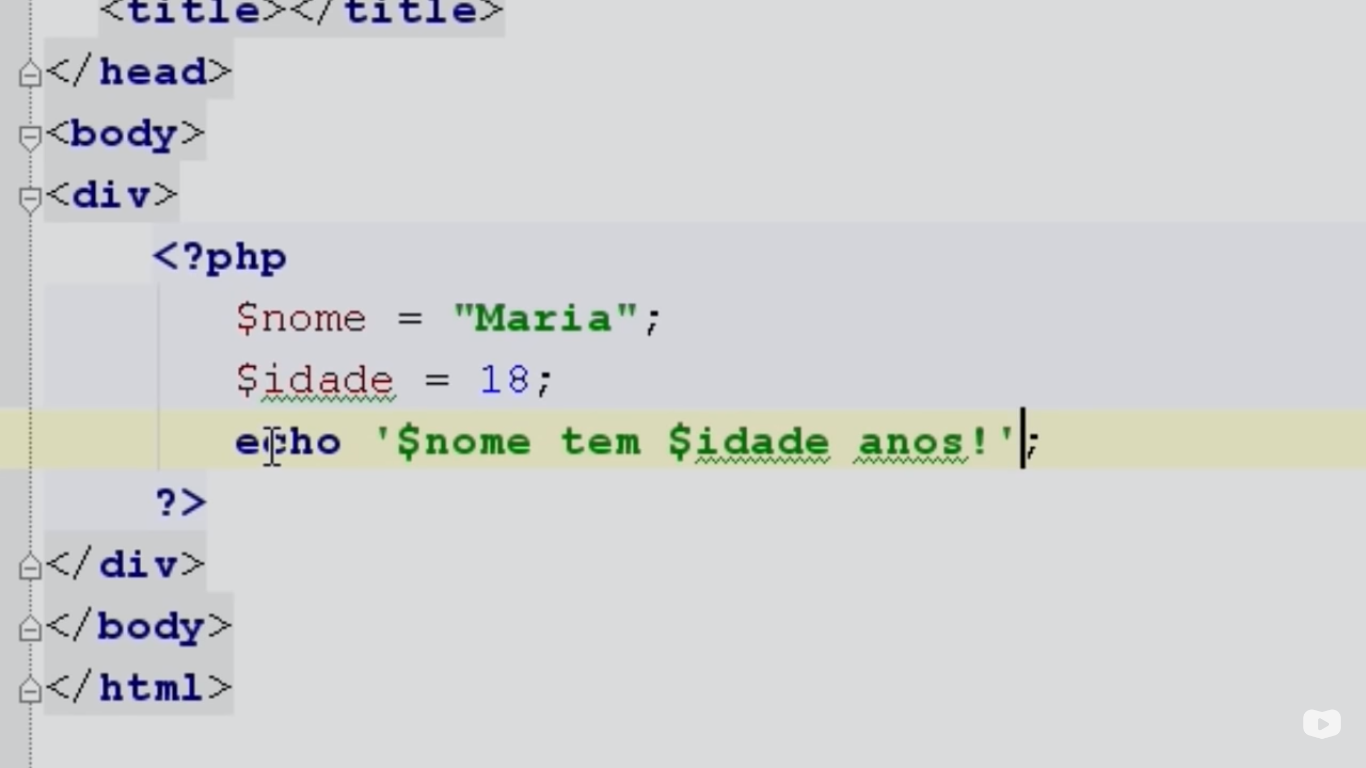 <title></title>
</head>
<body>
<div>
<?php
$nome = "Maria";
$idade = 18;
echo '$nome tem $idade anos!';
?>
</div>
</body>
</html>